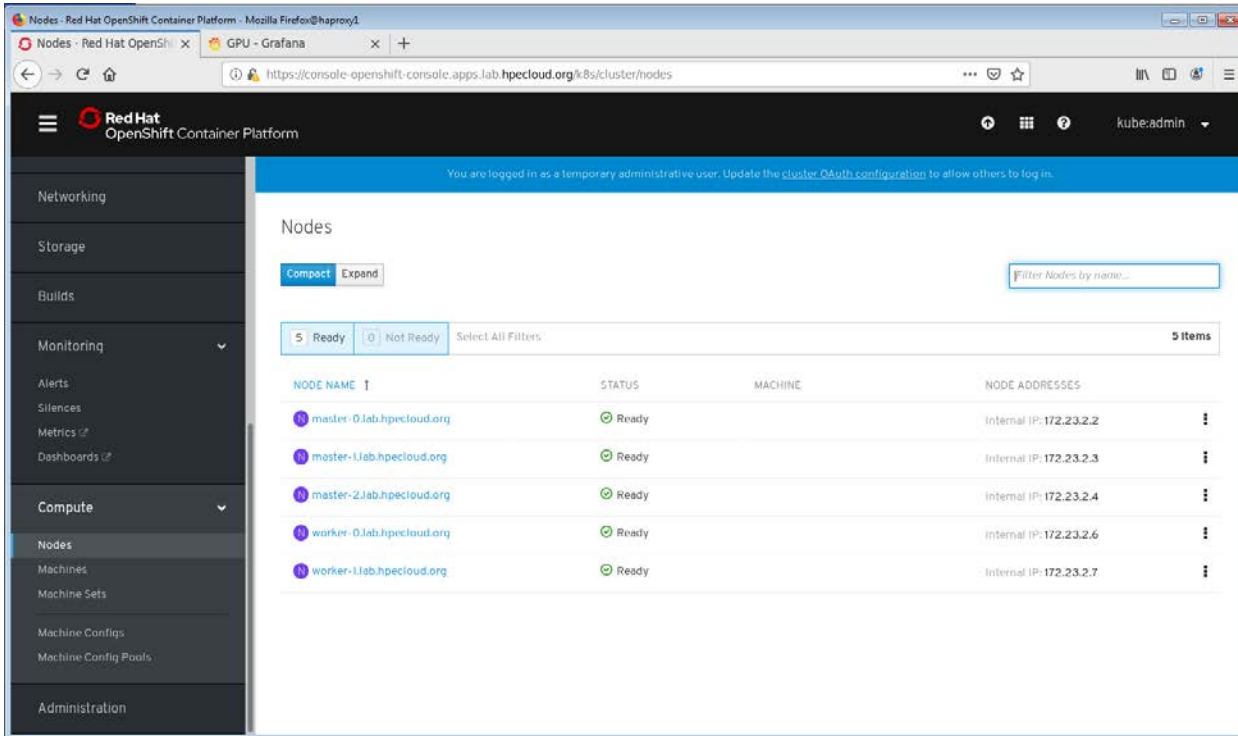 Nodes - Red Hat OpenShift Container Platform - Mozilla Firefox@haproxy1
Nodes - Red Hat OpenSh × GPU - Grafana × +
https://console-openshift-console.apps.lab.hpecloud.org/k8s/cluster/nodes
Red Hat
OpenShift Container Platform
kube:admin
You are logged in as a temporary administrative user. Update the cluster OAuth configuration to allow others to log in.
Networking
Storage
Builds
Monitoring
Alerts
Silences
Metrics
Dashboards
Compute
Nodes
Machines
Machine Sets
Machine Configs
Machine Config Pools
Administration
Nodes
Compact Expand
Filter Nodes by name...
5 Ready 0 Not Ready Select All Filters 5 Items
NODE NAME ↑ STATUS MACHINE NODE ADDRESSES
N master-0.lab.hpecloud.org Ready Internal IP: 172.23.2.2
N master-1.lab.hpecloud.org Ready Internal IP: 172.23.2.3
N master-2.lab.hpecloud.org Ready Internal IP: 172.23.2.4
N worker-0.lab.hpecloud.org Ready Internal IP: 172.23.2.6
N worker-1.lab.hpecloud.org Ready Internal IP: 172.23.2.7